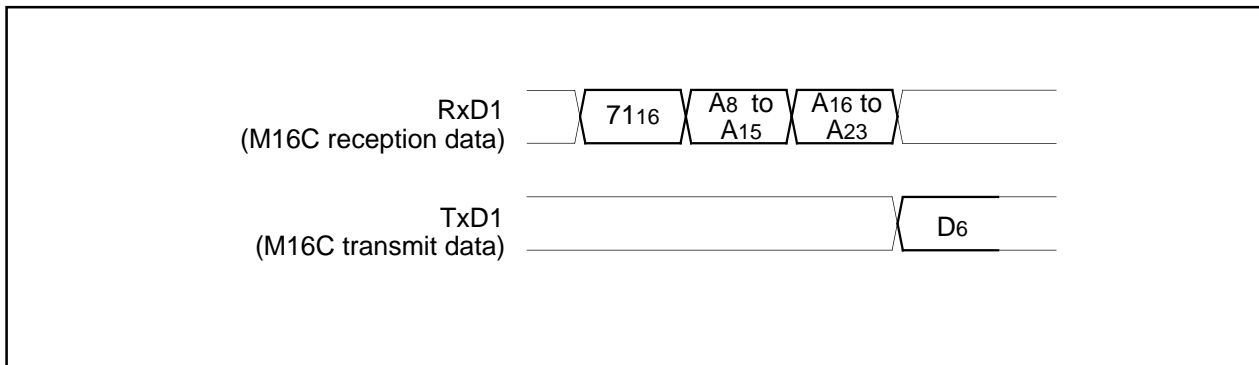 RxD1
(M16C reception data)
7116
A8 to
A15
A16 to
A23
TxD1
(M16C transmit data)
D6